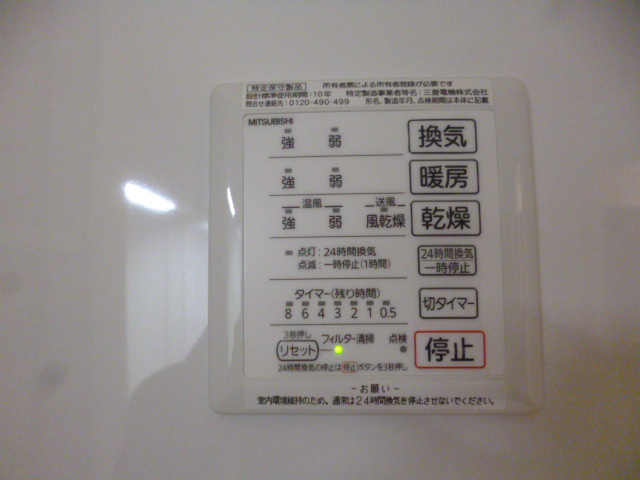 特定保守製品 所有者票による所有者登録が必要です
設計標準使用期間:10年 特定製造事業者等名:三菱電機株式会社
問合せ連絡先:0120-490-499 形名、製造年月、点検期間は本体に記載
MITSUBISHI
強 弱 換気
強 弱 暖房
温風 送風
強 弱 風乾燥 乾燥
点灯:24時間換気
点滅:一時停止(1時間)
24時間換気
一時停止
タイマー(残り時間)
8 6 4 3 2 1 0.5
切タイマー
3秒押し
リセット フィルター清掃 点検
停止
24時間換気の停止は停止ボタンを3秒押し
-お願い-
室内環境維持のため、通常は24時間換気を停止させないでください。